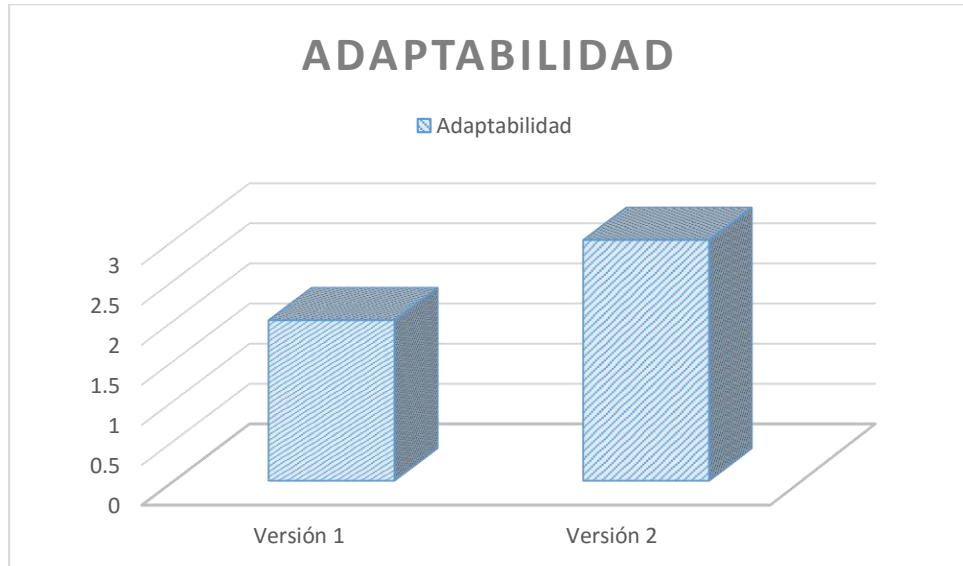 ADAPTABILIDAD
Adaptabilidad
3
2.5
2
1.5
1
0.5
0
Versión 1
Versión 2